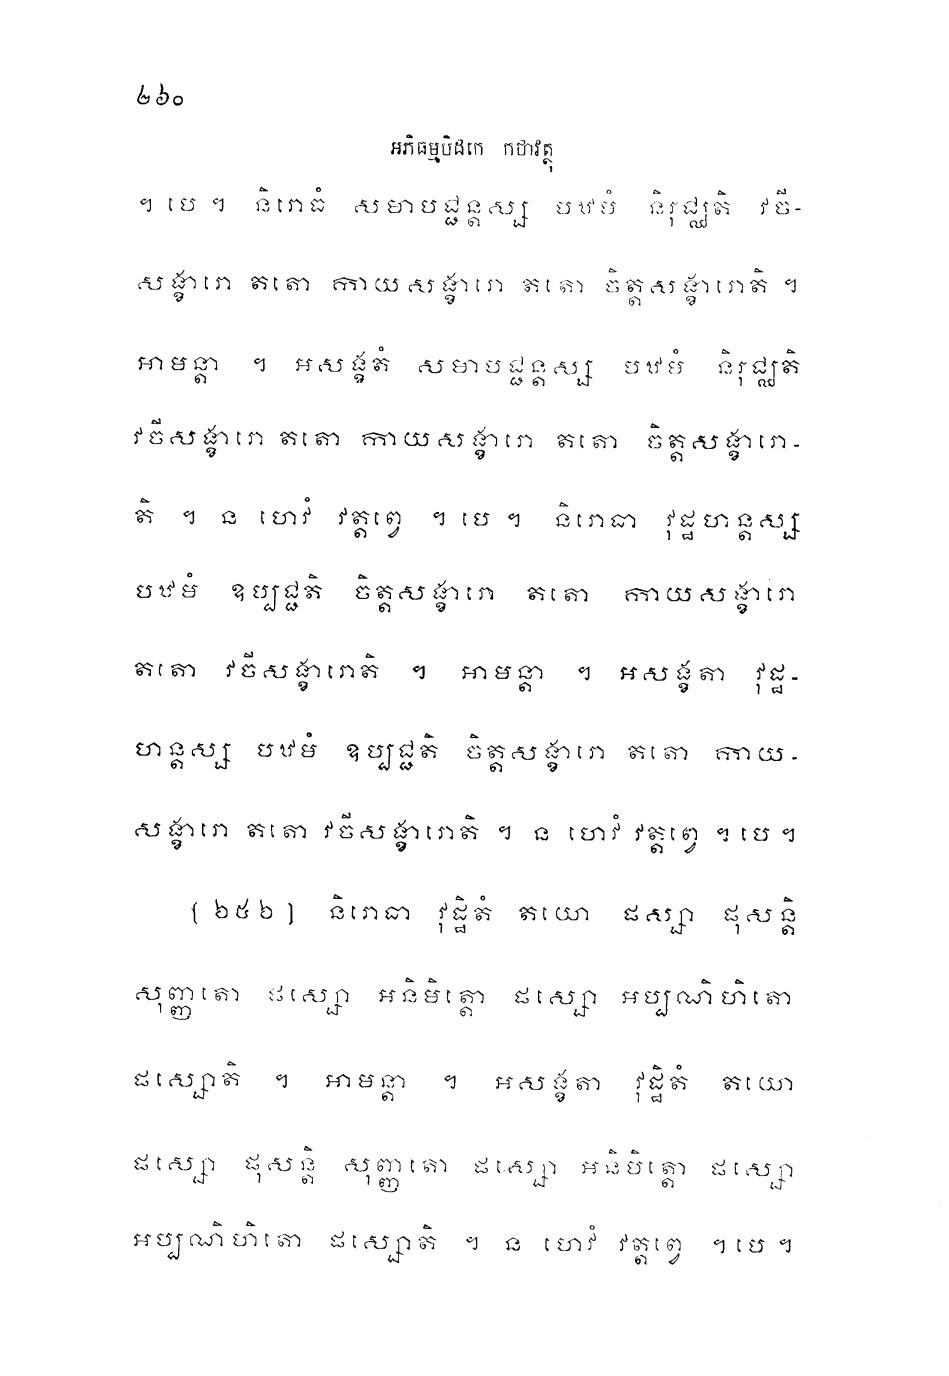 ២៦០
អភិធម្មបិដកេ កថាវត្ថុ
។ បេ ។ និរោធំ សមាបជ្ជន្តស្ស បឋមំ និរុជ្ឈតិ វចី-
សង្ខារោ តតោ កាយសង្ខារោ តតោ ចិត្តសង្ខារោតិ ។
អាមន្តា ។ អសង្ខតំ សមាបជ្ជន្តស្ស បឋមំ និរុជ្ឈតិ
វចីសង្ខារោ តតោ កាយសង្ខារោ តតោ ចិត្តសង្ខារោ-
តិ ។ ន ហេវំ វត្តព្វេ ។ បេ ។ និរោធា វុដ្ឋហន្តស្ស
បឋមំ ឧប្បជ្ជតិ ចិត្តសង្ខារោ តតោ កាយសង្ខារោ
តតោ វចីសង្ខារោតិ ។ អាមន្តា ។ អសង្ខតា វុដ្ឋ-
ហន្តស្ស បឋមំ ឧប្បជ្ជតិ ចិត្តសង្ខារោ តតោ កាយ-
សង្ខារោ តតោ វចីសង្ខារោតិ ។ ន ហេវំ វត្តព្វេ ។ បេ ។
[ ៦៥៦ ] និរោធា វុដ្ឋិតំ តយោ ផស្សា ផុសន្តិ
សុញ្ញតោ ផស្សោ អនិមិត្តោ ផស្សោ អប្បណិហិតោ
ផស្សោតិ ។ អាមន្តា ។ អសង្ខតា វុដ្ឋិតំ តយោ
ផស្សា ផុសន្តិ សុញ្ញតោ ផស្សោ អនិមិត្តោ ផស្សោ
អប្បណិហិតោ ផស្សោតិ ។ ន ហេវំ វត្តព្វេ ។ បេ ។